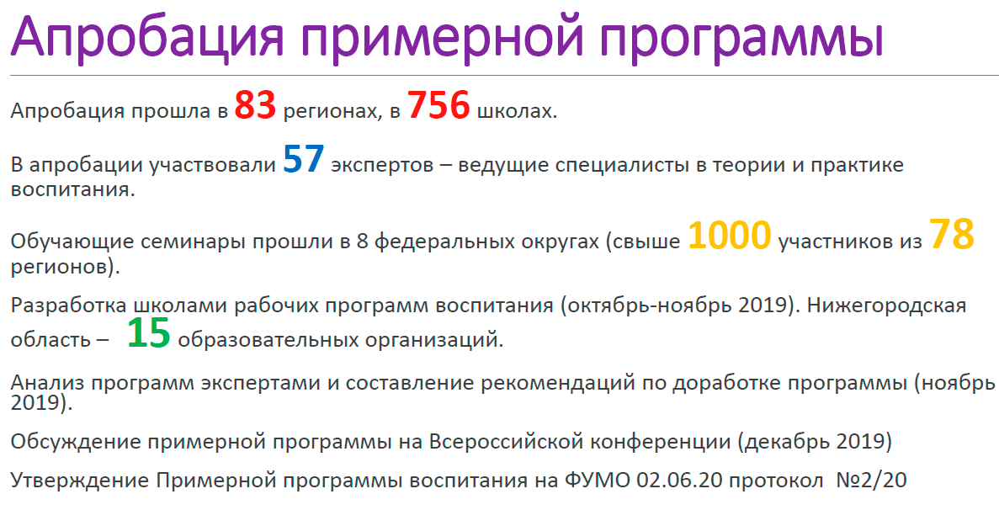 Апробация примерной программы
Апробация прошла в 83 регионах, в 756 школах.
В апробации участвовали 57 экспертов – ведущие специалисты в теории и практике
воспитания.
Обучающие семинары прошли в 8 федеральных округах (свыше 1000 участников из 78
регионов).
Разработка школами рабочих программ воспитания (октябрь-ноябрь 2019). Нижегородская
область – 15 образовательных организаций.
Анализ программ экспертами и составление рекомендаций по доработке программы (ноябрь
2019).
Обсуждение примерной программы на Всероссийской конференции (декабрь 2019)
Утверждение Примерной программы воспитания на ФУМО 02.06.20 протокол №2/20